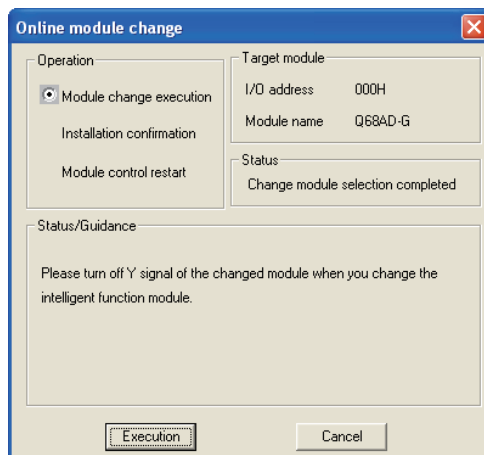 Online module change
Operation
Module change execution
Installation confirmation
Module control restart
Target module
I/O address 000H
Module name Q68AD-G
Status
Change module selection completed
Status/Guidance
Please turn off Y signal of the changed module when you change the
intelligent function module.
Execution Cancel